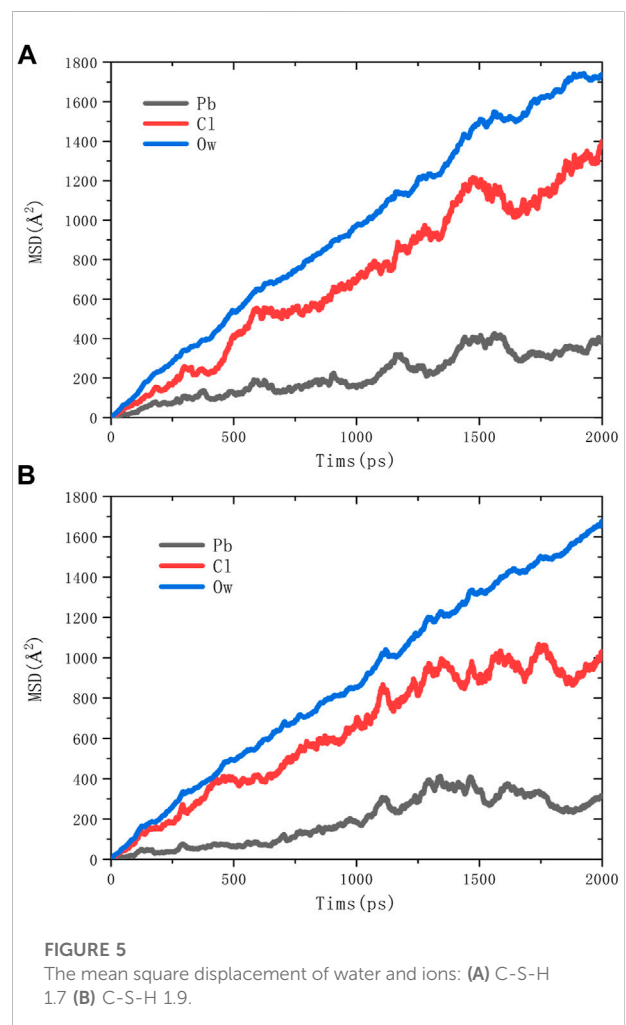 A
1800
1600
1400
1200
1000
800
600
400
200
0
MSD(Å²)
Pb
Cl
Ow
0 500 1000 1500 2000
Tims(ps)
B
1800
1600
1400
1200
1000
800
600
400
200
0
MSD(Å²)
Pb
Cl
Ow
0 500 1000 1500 2000
Tims(ps)
FIGURE 5
The mean square displacement of water and ions: (A) C-S-H
1.7 (B) C-S-H 1.9.